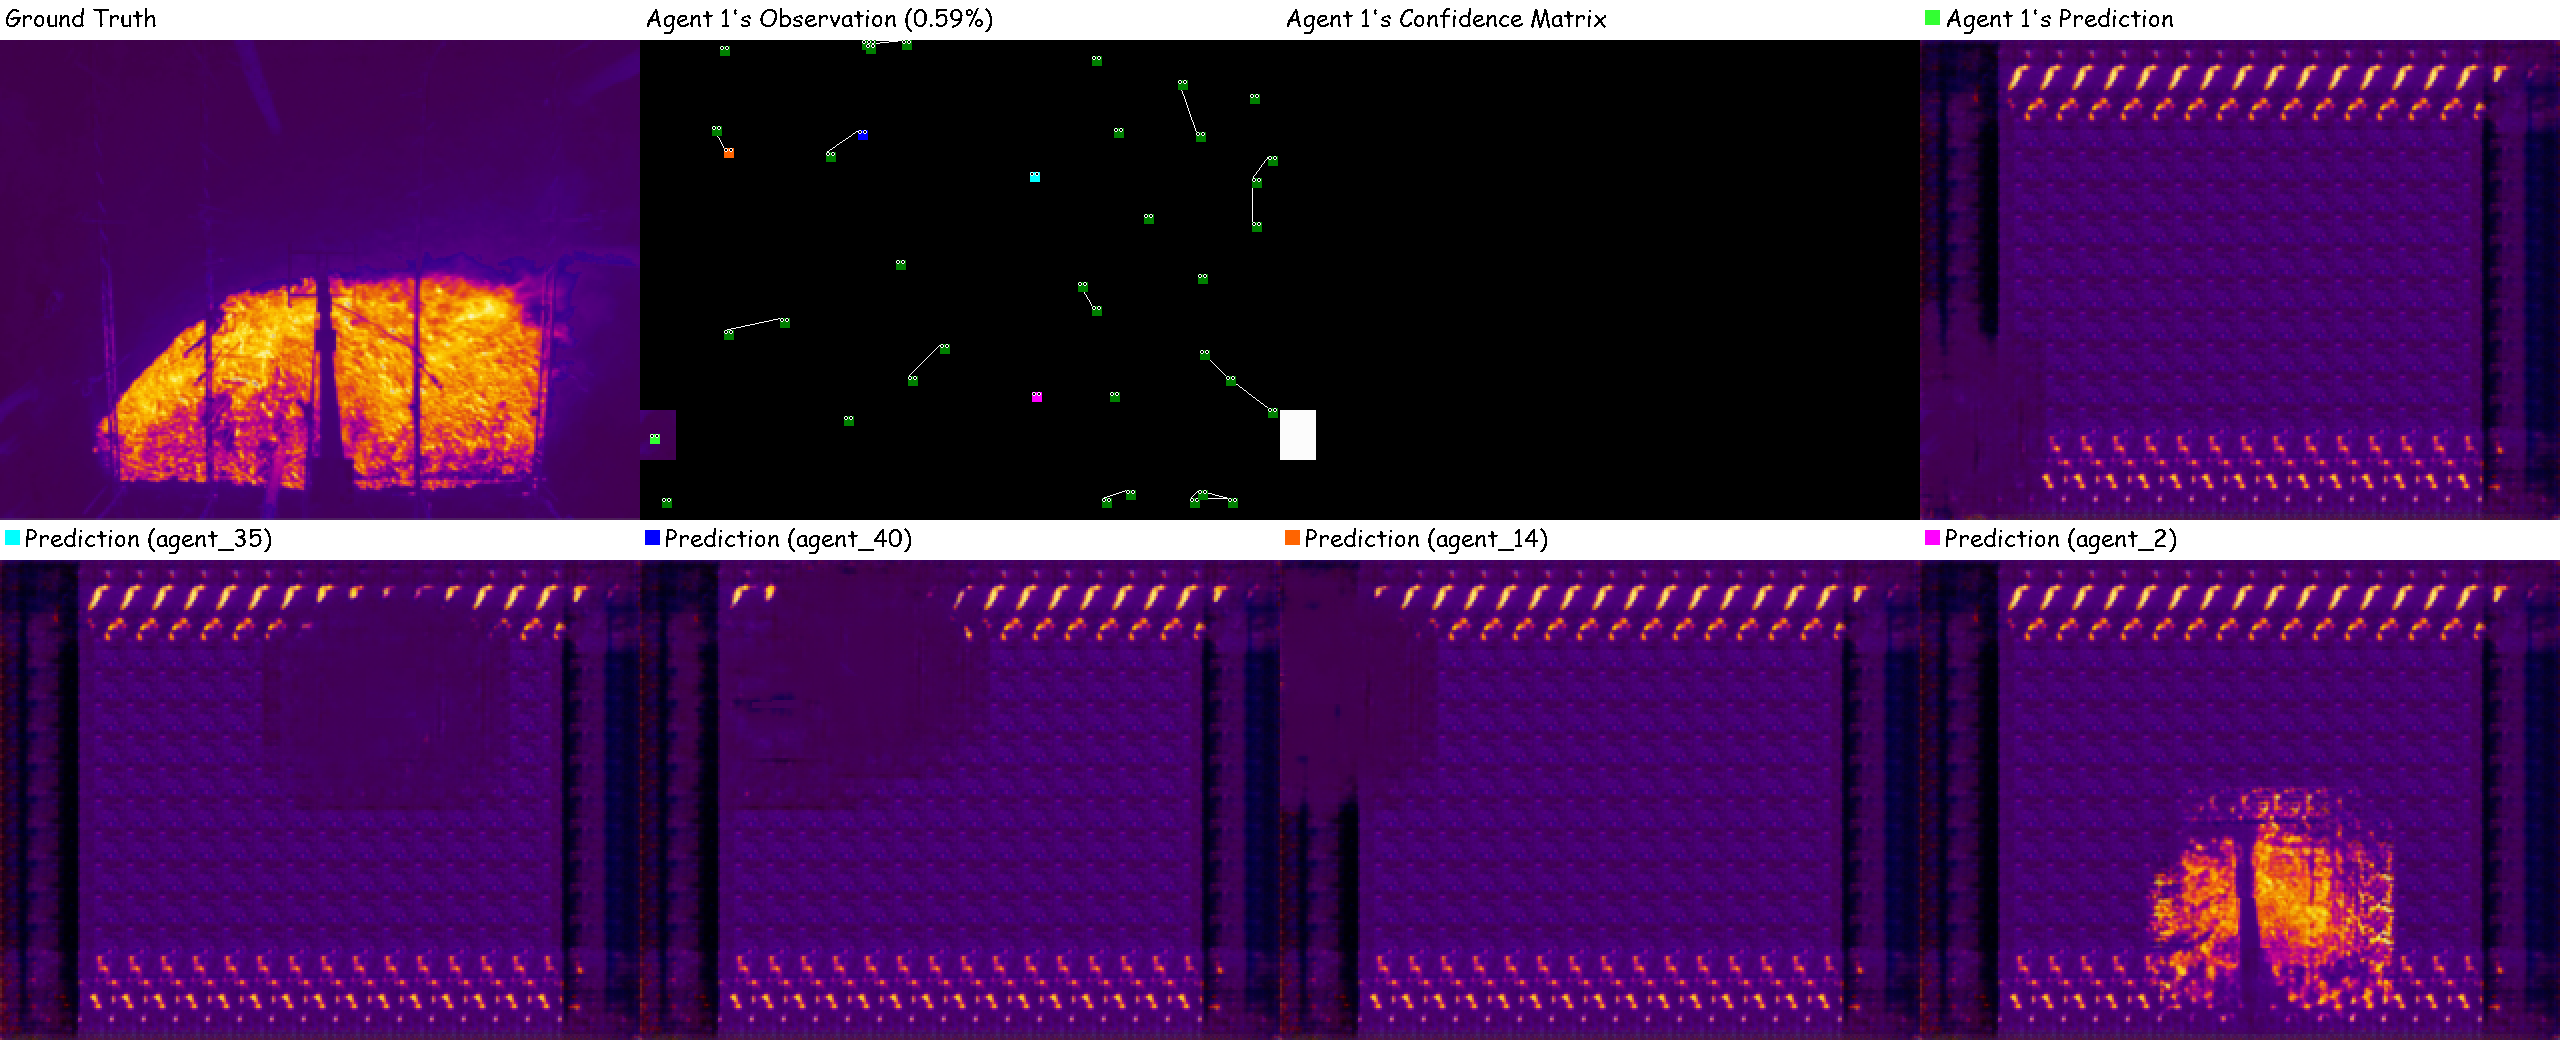 Ground Truth
Agent 1's Observation (0.59%)
Agent 1's Confidence Matrix
Agent 1's Prediction
Prediction (agent_35)
Prediction (agent_40)
Prediction (agent_14)
Prediction (agent_2)